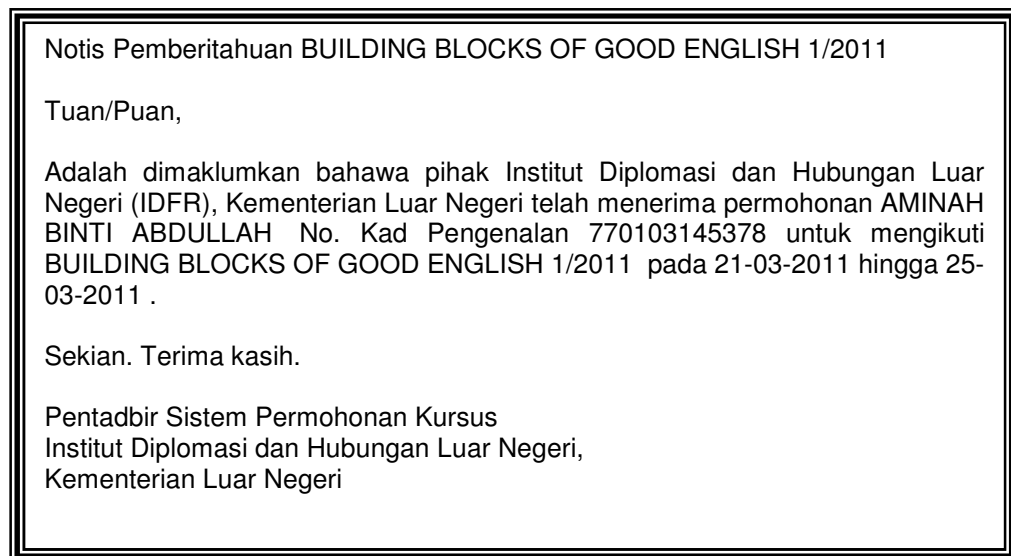 Notis Pemberitahuan BUILDING BLOCKS OF GOOD ENGLISH 1/2011
Tuan/Puan,
Adalah dimaklumkan bahawa pihak Institut Diplomasi dan Hubungan Luar
Negeri (IDFR), Kementerian Luar Negeri telah menerima permohonan AMINAH
BINTI ABDULLAH No. Kad Pengenalan 770103145378 untuk mengikuti
BUILDING BLOCKS OF GOOD ENGLISH 1/2011 pada 21-03-2011 hingga 25-
03-2011 .
Sekian. Terima kasih.
Pentadbir Sistem Permohonan Kursus
Institut Diplomasi dan Hubungan Luar Negeri,
Kementerian Luar Negeri